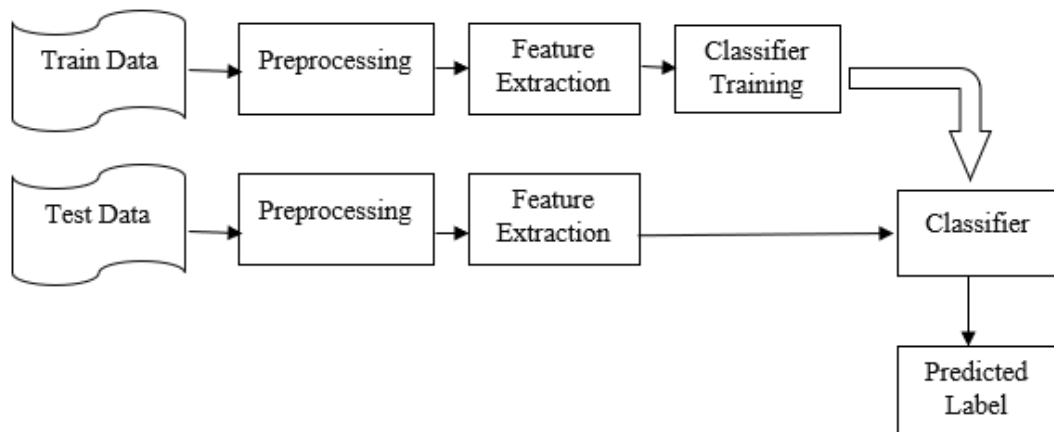 Train Data
Preprocessing
Feature
Extraction
Classifier
Training
Test Data
Preprocessing
Feature
Extraction
Classifier
Predicted
Label